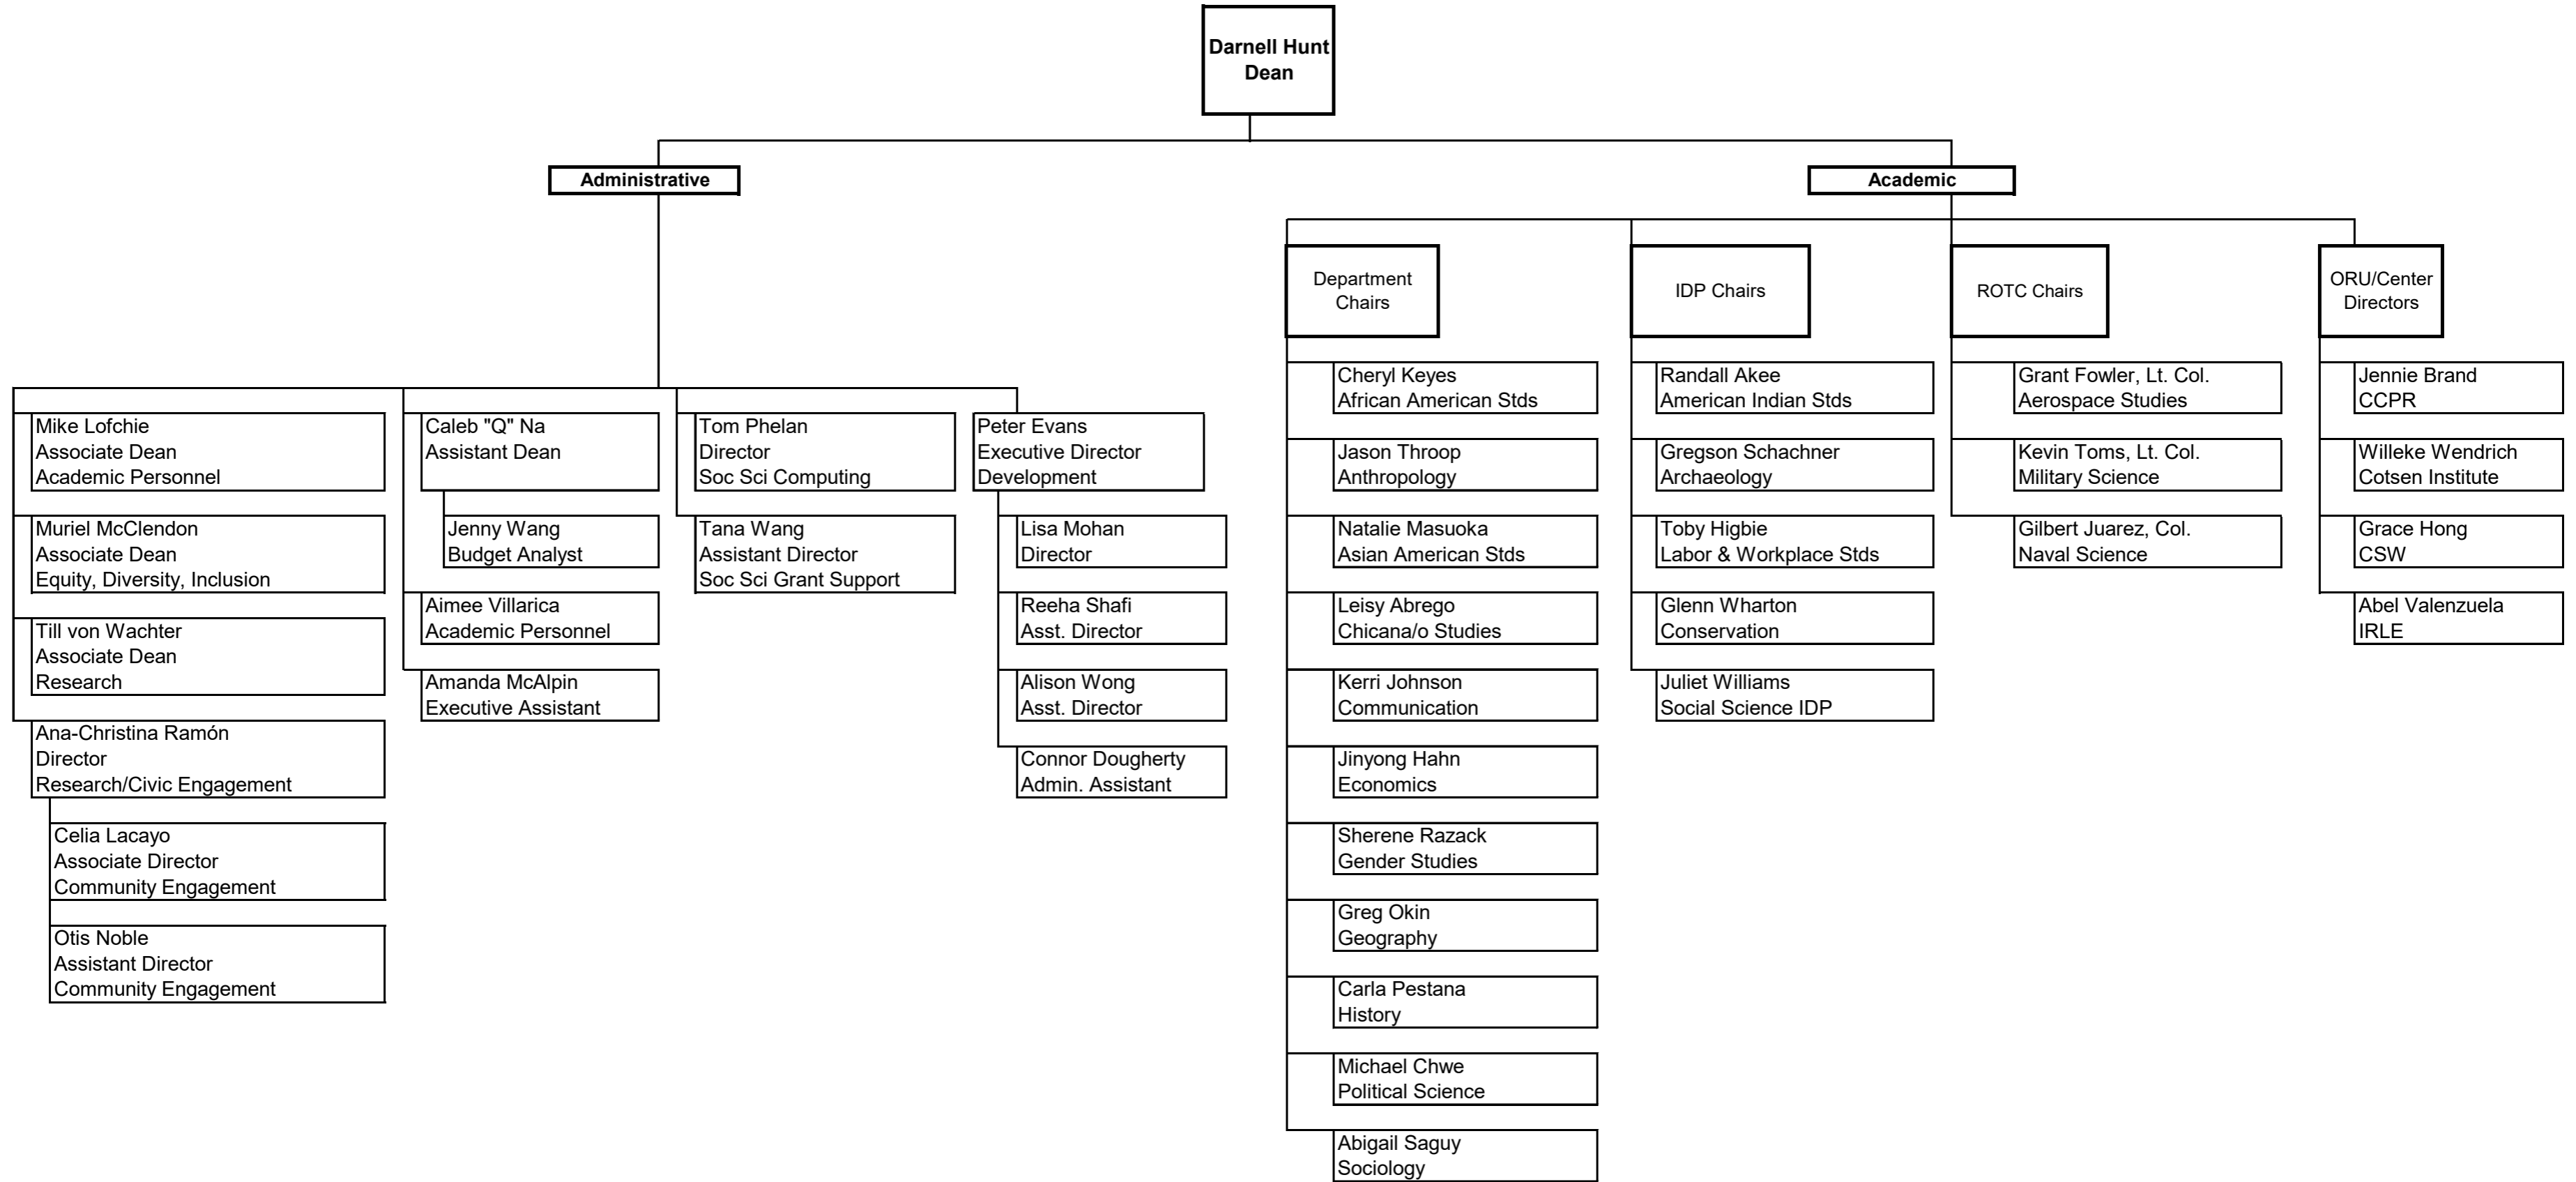 Darnell Hunt
Dean
Administrative
Academic
Mike Lofchie
Associate Dean
Academic Personnel
Muriel McClendon
Associate Dean
Equity, Diversity, Inclusion
Till von Wachter
Associate Dean
Research
Ana-Christina Ramón
Director
Research/Civic Engagement
Celia Lacayo
Associate Director
Community Engagement
Otis Noble
Assistant Director
Community Engagement
Caleb "Q" Na
Assistant Dean
Jenny Wang
Budget Analyst
Aimee Villarica
Academic Personnel
Amanda McAlpin
Executive Assistant
Tom Phelan
Director
Soc Sci Computing
Tana Wang
Assistant Director
Soc Sci Grant Support
Peter Evans
Executive Director
Development
Lisa Mohan
Director
Reeha Shafi
Asst. Director
Alison Wong
Asst. Director
Connor Dougherty
Admin. Assistant
Department
Chairs
Cheryl Keyes
African American Stds
Jason Throop
Anthropology
Natalie Masuoka
Asian American Stds
Leisy Abrego
Chicana/o Studies
Kerri Johnson
Communication
Jinyong Hahn
Economics
Sherene Razack
Gender Studies
Greg Okin
Geography
Carla Pestana
History
Michael Chwe
Political Science
Abigail Saguy
Sociology
IDP Chairs
Randall Akee
American Indian Stds
Gregson Schachner
Archaeology
Toby Higbie
Labor & Workplace Stds
Glenn Wharton
Conservation
Juliet Williams
Social Science IDP
ROTC Chairs
Grant Fowler, Lt. Col.
Aerospace Studies
Kevin Toms, Lt. Col.
Military Science
Gilbert Juarez, Col.
Naval Science
ORU/Center
Directors
Jennie Brand
CCPR
Willeke Wendrich
Cotsen Institute
Grace Hong
CSW
Abel Valenzuela
IRLE